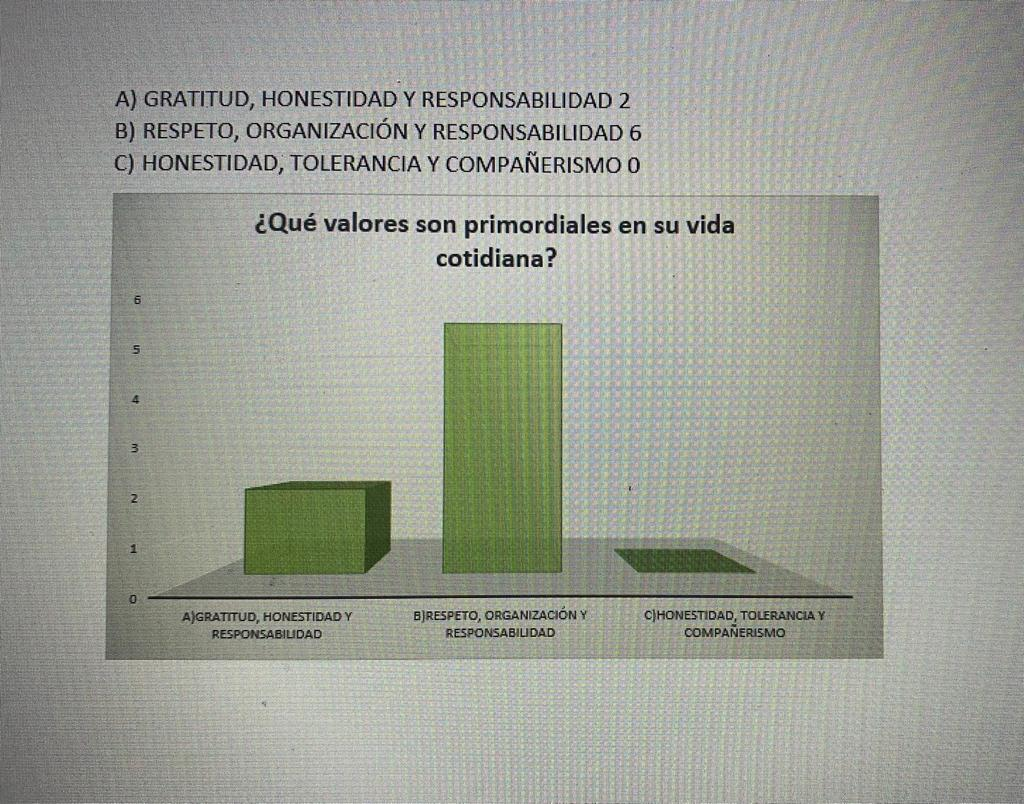 A) GRATITUD, HONESTIDAD Y RESPONSABILIDAD 2
B) RESPETO, ORGANIZACIÓN Y RESPONSABILIDAD 6
C) HONESTIDAD, TOLERANCIA Y COMPAÑERISMO 0
¿Qué valores son primordiales en su vida
cotidiana?
6
5
4
3
2
1
0
A)GRATITUD, HONESTIDAD Y
RESPONSABILIDAD
B)RESPETO, ORGANIZACIÓN Y
RESPONSABILIDAD
C)HONESTIDAD, TOLERANCIA Y
COMPAÑERISMO